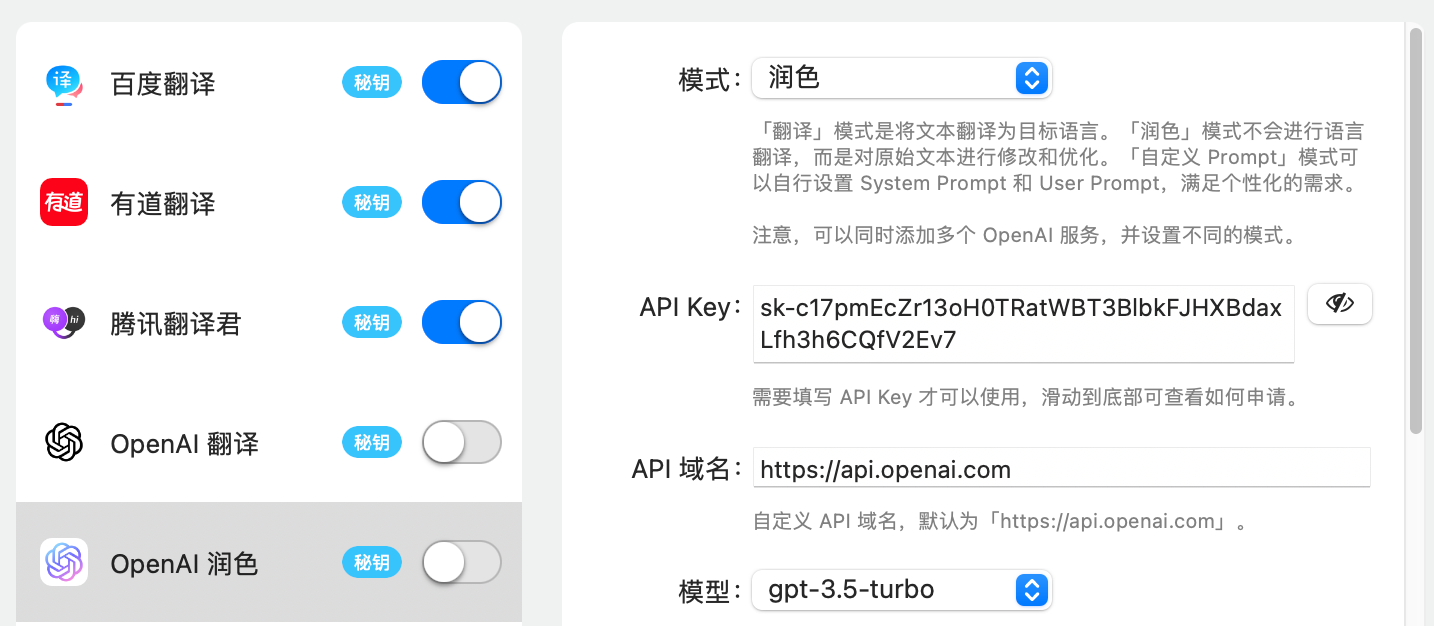 译
百度翻译
秘钥
有道
有道翻译
秘钥
嗨
hi
腾讯翻译君
秘钥
OpenAI 翻译
秘钥
OpenAI 润色
秘钥
模式：
润色
「翻译」模式是将文本翻译为目标语言。「润色」模式不会进行语言
翻译，而是对原始文本进行修改和优化。「自定义 Prompt」模式可
以自行设置 System Prompt 和 User Prompt，满足个性化的需求。
注意，可以同时添加多个 OpenAI 服务，并设置不同的模式。
API Key：
sk-c17pmEcZr13oH0TRatWBT3BlbkFJHXBdax
Lfh3h6CQfV2Ev7
需要填写 API Key 才可以使用，滑动到底部可查看如何申请。
API 域名：
https://api.openai.com
自定义 API 域名，默认为「https://api.openai.com」。
模型：
gpt-3.5-turbo